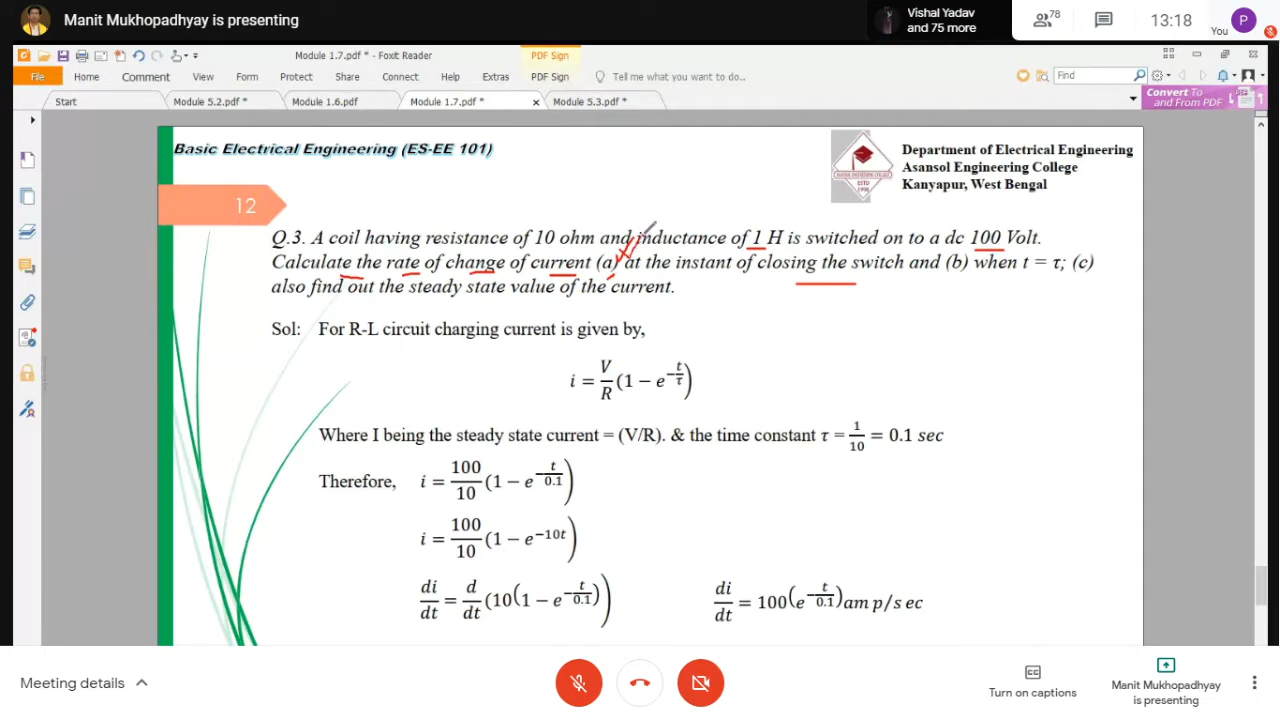 Manit Mukhopadhyay is presenting
Vishal Yadav
and 75 more
78
13:18
You
P
Module 1.7.pdf * - Foxit Reader
PDF Sign
File
Home
Comment
View
Form
Protect
Share
Connect
Help
Extras
PDF Sign
Tell me what you want to do..
Find
Start
Module 5.2.pdf *
Module 1.6.pdf
Module 1.7.pdf *
Module 5.3.pdf *
Convert To
and From PDF
Basic Electrical Engineering (ES-EE 101)
Department of Electrical Engineering
Asansol Engineering College
Kanyapur, West Bengal
12
Q.3. A coil having resistance of 10 ohm and inductance of 1 H is switched on to a dc 100 Volt.
Calculate the rate of change of current (a) at the instant of closing the switch and (b) when t = τ; (c)
also find out the steady state value of the current.
Sol: For R-L circuit charging current is given by,
i = V/R (1 − e^(−t/τ))
Where I being the steady state current = (V/R). & the time constant τ = 1/10 = 0.1 sec
Therefore, i = 100/10 (1 − e^(−t/0.1))
i = 100/10 (1 − e^(−10t))
di/dt = d/dt (10(1 − e^(−t/0.1)))
di/dt = 100(e^(−t/0.1)) am p/s ec
Meeting details
CC
Turn on captions
Manit Mukhopadhyay
is presenting